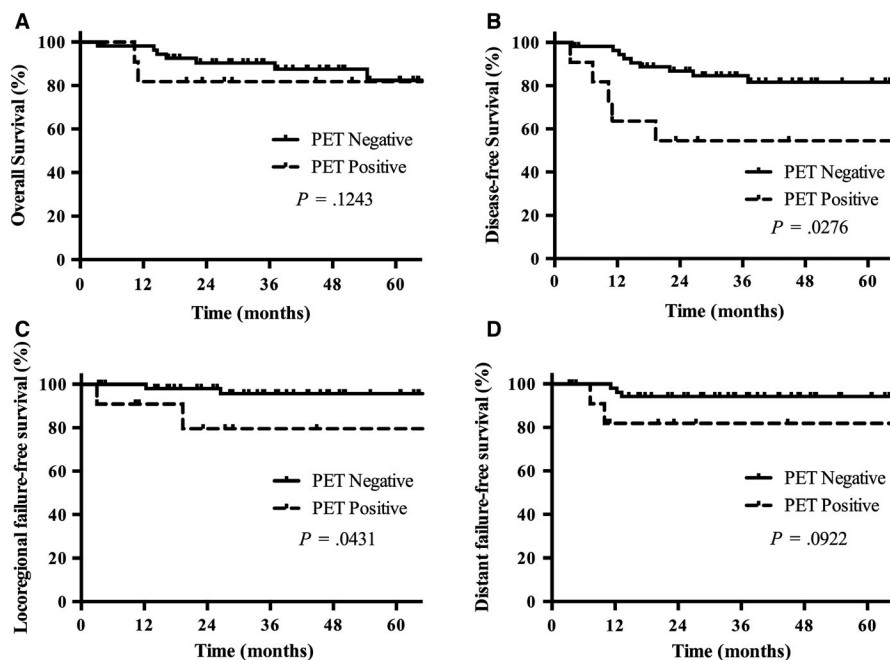 A
Overall Survival (%)
100
80
60
40
20
0
PET Negative
PET Positive
P = .1243
0 12 24 36 48 60
Time (months)
B
Disease-free Survival (%)
100
80
60
40
20
0
PET Negative
PET Positive
P = .0276
0 12 24 36 48 60
Time (months)
C
Locoregional failure-free survival (%)
100
80
60
40
20
0
PET Negative
PET Positive
P = .0431
0 12 24 36 48 60
Time (months)
D
Distant failure-free survival (%)
100
80
60
40
20
0
PET Negative
PET Positive
P = .0922
0 12 24 36 48 60
Time (months)